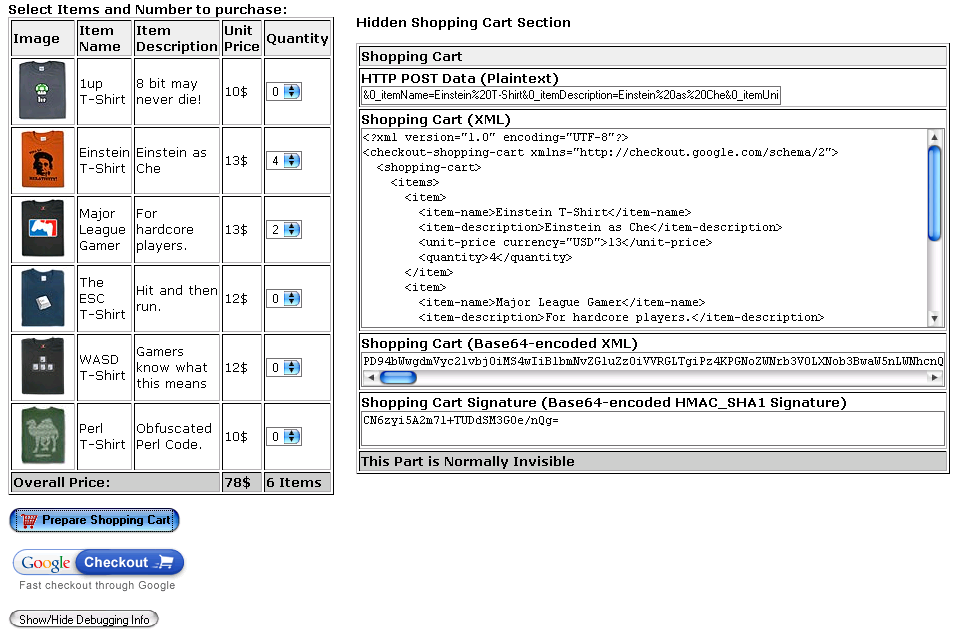 Select Items and Number to purchase:
Image Item Name Item Description Unit Price Quantity
1up T-Shirt 8 bit may never die! 10$ 0
Einstein T-Shirt Einstein as Che 13$ 4
Major League Gamer For hardcore players. 13$ 2
The ESC T-Shirt Hit and then run. 12$ 0
WASD T-Shirt Gamers know what this means 12$ 0
Perl T-Shirt Obfuscated Perl Code. 10$ 0
Overall Price: 78$ 6 Items
Prepare Shopping Cart
Google Checkout
Fast checkout through Google
Show/Hide Debugging Info
Hidden Shopping Cart Section
Shopping Cart
HTTP POST Data (Plaintext)
&0_itemName=Einstein%20T-Shirt&0_itemDescription=Einstein%20as%20Che&0_itemUni
Shopping Cart (XML)
<?xml version="1.0" encoding="UTF-8"?>
<checkout-shopping-cart xmlns="http://checkout.google.com/schema/2">
<shopping-cart>
<items>
<item>
<item-name>Einstein T-Shirt</item-name>
<item-description>Einstein as Che</item-description>
<unit-price currency="USD">13</unit-price>
<quantity>4</quantity>
</item>
<item>
<item-name>Major League Gamer</item-name>
<item-description>For hardcore players.</item-description>
Shopping Cart (Base64-encoded XML)
PD94bWwgdmVyc2lvbj0iMS4wIiBlbmNvZGluZz0iVVRGLTgiPz4KPGNoZWNrb3V0LXNob3BwaW5nLWNhcnQ
Shopping Cart Signature (Base64-encoded HMAC_SHA1 Signature)
CN6zyi5A2m7l+TUDdSM3G0e/nQg=
This Part is Normally Invisible